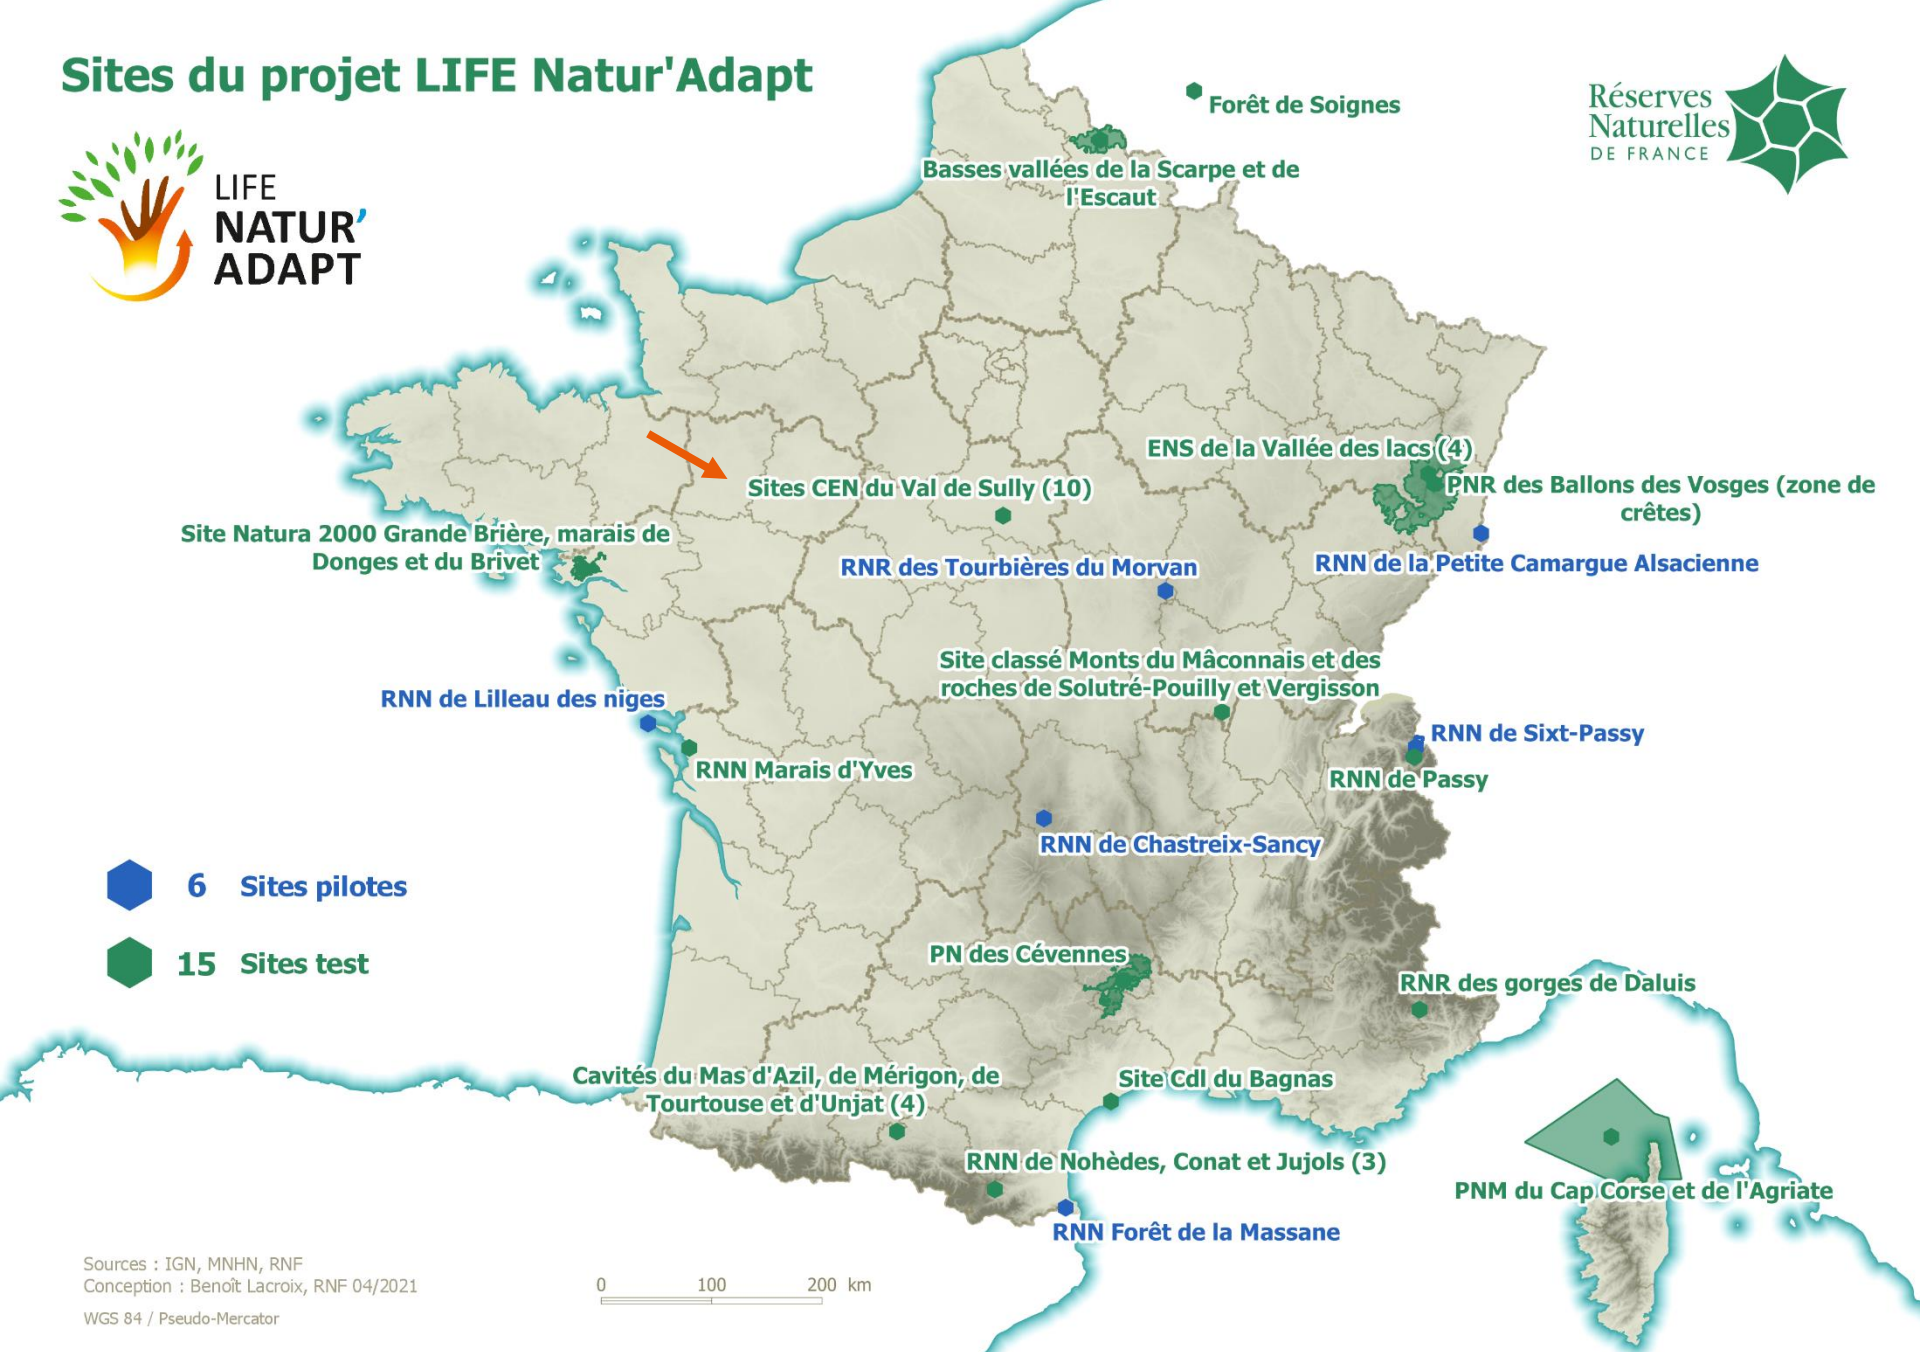 Sites du projet LIFE Natur'Adapt
LIFE
NATUR'
ADAPT
Réserves
Naturelles
DE FRANCE
Forêt de Soignes
Basses vallées de la Scarpe et de
l'Escaut
ENS de la Vallée des lacs (4)
Sites CEN du Val de Sully (10)
PNR des Ballons des Vosges (zone de
crêtes)
Site Natura 2000 Grande Brière, marais de
Donges et du Brivet
RNR des Tourbières du Morvan
RNN de la Petite Camargue Alsacienne
Site classé Monts du Mâconnais et des
roches de Solutré-Pouilly et Vergisson
RNN de Lilleau des niges
RNN de Sixt-Passy
RNN Marais d'Yves
RNN de Passy
RNN de Chastreix-Sancy
6 Sites pilotes
15 Sites test
PN des Cévennes
RNR des gorges de Daluis
Cavités du Mas d'Azil, de Mérigon, de
Tourtouse et d'Unjat (4)
Site Cdl du Bagnas
RNN de Nohèdes, Conat et Jujols (3)
PNM du Cap Corse et de l'Agriate
RNN Forêt de la Massane
Sources : IGN, MNHN, RNF
Conception : Benoît Lacroix, RNF 04/2021
WGS 84 / Pseudo-Mercator
0 100 200 km